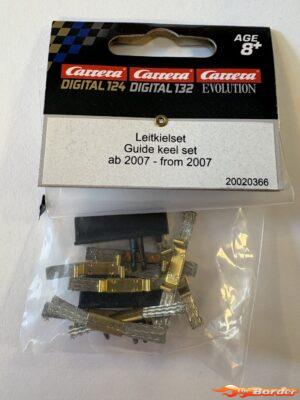 AGE
8+
Carrera Carrera Carrera
DIGITAL 124 DIGITAL 132 EVOLUTION
Leitkielset
Guide keel set
ab 2007 - from 2007
20020366
Border